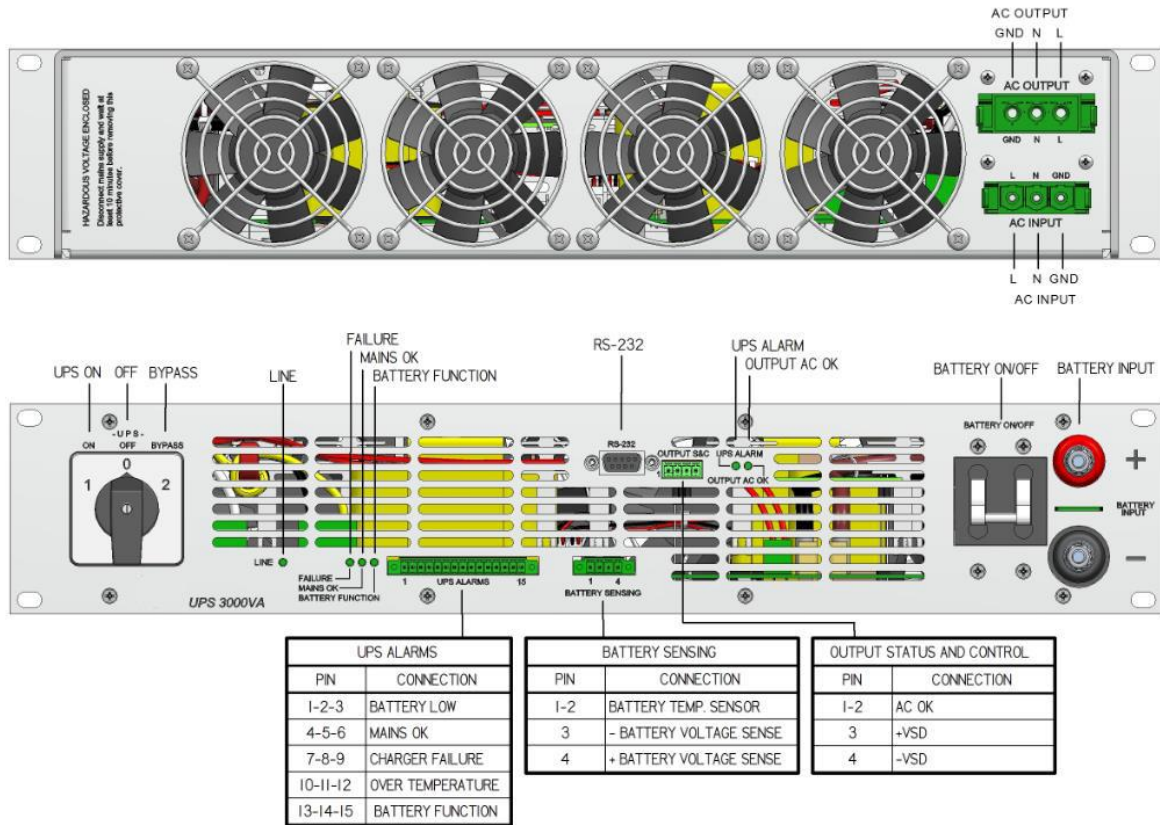 AC OUTPUT
GND N L
AC OUTPUT
GND N L
HAZARDOUS VOLTAGE ENCLOSED
Disconnect mains supply and wait at
least 10 minutes before removing this
protective cover.
L N GND
AC INPUT
L N GND
AC INPUT
UPS ON OFF BYPASS
LINE
FAILURE
MAINS OK
BATTERY FUNCTION
RS-232
UPS ALARM
OUTPUT AC OK
BATTERY ON/OFF
BATTERY INPUT
-UPS-
ON OFF BYPASS
1 0 2
RS-232
OUTPUT S&C
UPS ALARM
OUTPUT AC OK
BATTERY ON/OFF
+
BATTERY
INPUT
-
LINE
FAILURE
MAINS OK
BATTERY FUNCTION
1 UPS ALARMS 15
1 4
BATTERY SENSING
UPS 3000VA
UPS ALARMS
PIN CONNECTION
1-2-3 BATTERY LOW
4-5-6 MAINS OK
7-8-9 CHARGER FAILURE
10-11-12 OVER TEMPERATURE
13-14-15 BATTERY FUNCTION
BATTERY SENSING
PIN CONNECTION
1-2 BATTERY TEMP. SENSOR
3 - BATTERY VOLTAGE SENSE
4 + BATTERY VOLTAGE SENSE
OUTPUT STATUS AND CONTROL
PIN CONNECTION
1-2 AC OK
3 +VSD
4 -VSD